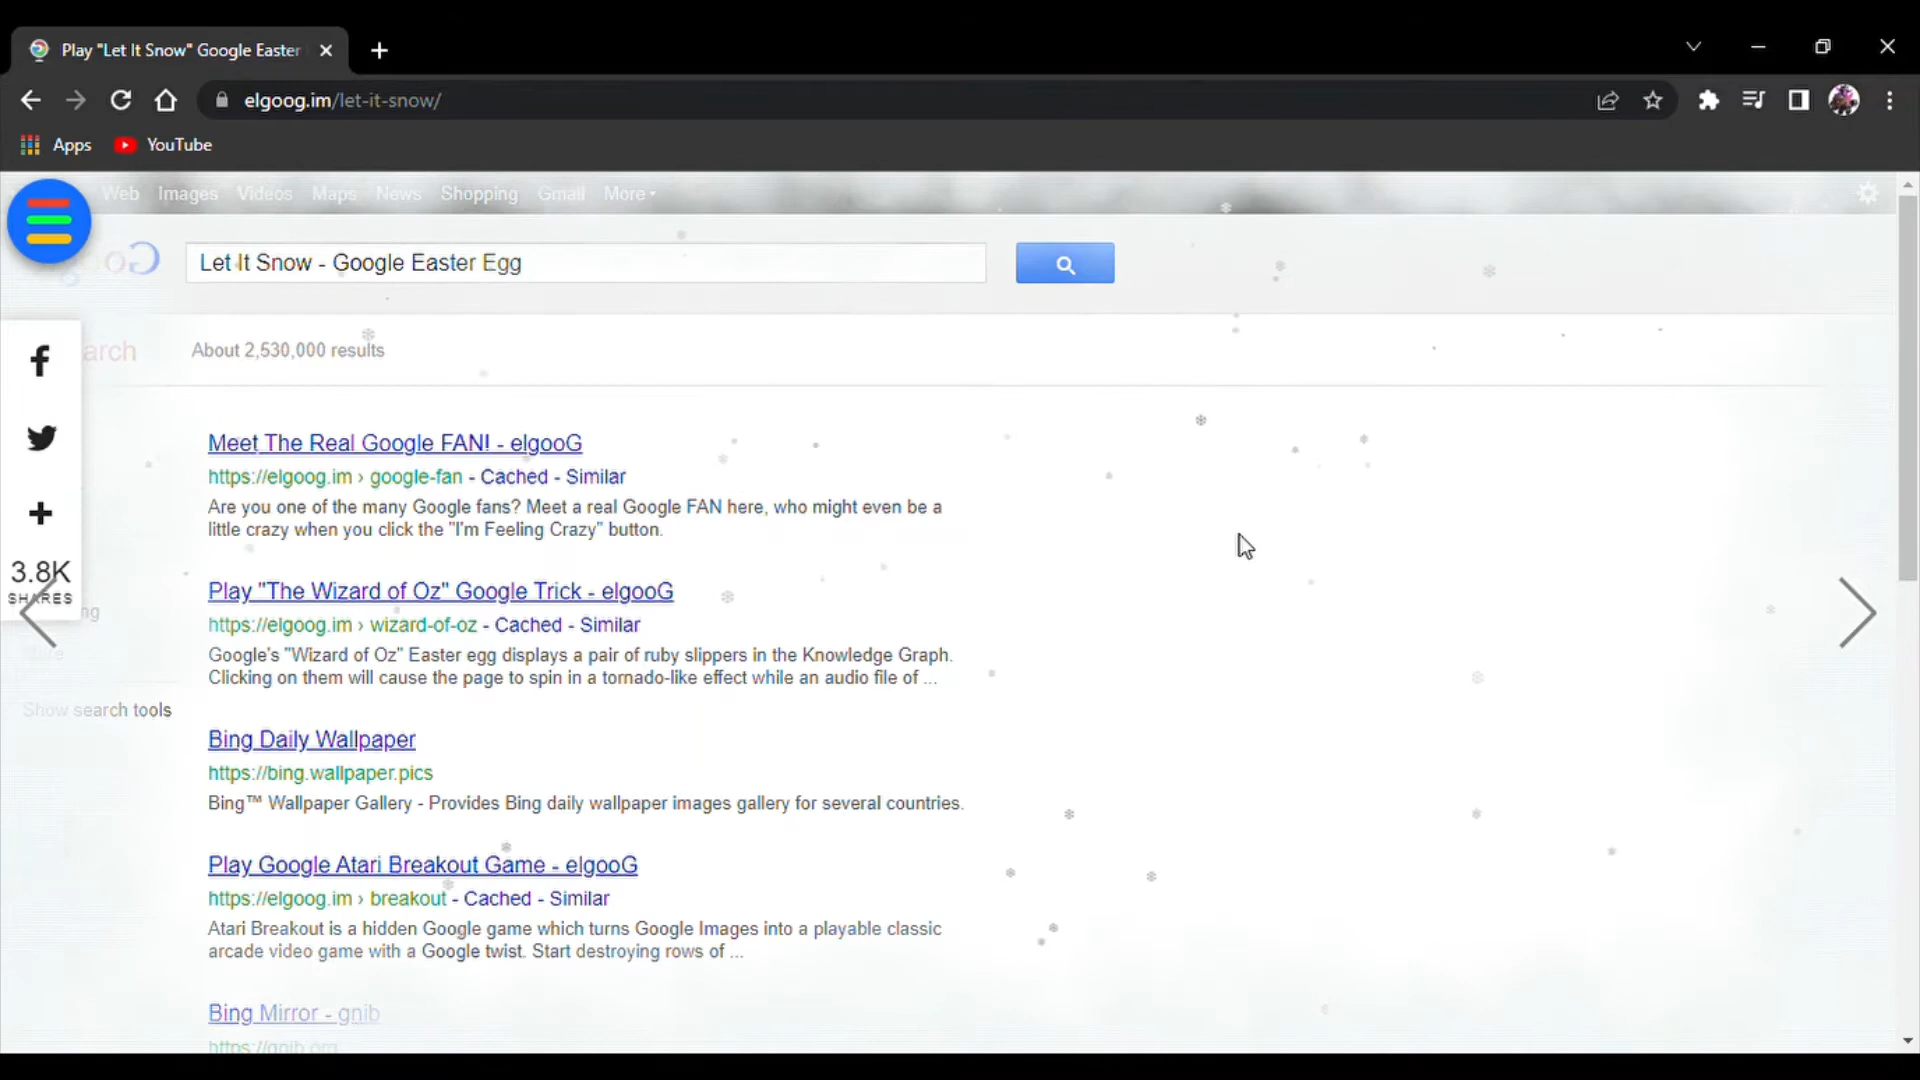 Play "Let It Snow" Google Easter
elgoog.im/let-it-snow/
Apps
YouTube
Web Images Videos Maps News Shopping Gmail More
Let It Snow - Google Easter Egg
arch
About 2,530,000 results
Meet The Real Google FAN! - elgooG
https://elgoog.im › google-fan - Cached - Similar
Are you one of the many Google fans? Meet a real Google FAN here, who might even be a
little crazy when you click the "I'm Feeling Crazy" button.
3.8K
SHARES
ng
Play "The Wizard of Oz" Google Trick - elgooG
https://elgoog.im › wizard-of-oz - Cached - Similar
Google's "Wizard of Oz" Easter egg displays a pair of ruby slippers in the Knowledge Graph.
Clicking on them will cause the page to spin in a tornado-like effect while an audio file of ...
More
Show search tools
Bing Daily Wallpaper
https://bing.wallpaper.pics
Bing™ Wallpaper Gallery - Provides Bing daily wallpaper images gallery for several countries.
Play Google Atari Breakout Game - elgooG
https://elgoog.im › breakout - Cached - Similar
Atari Breakout is a hidden Google game which turns Google Images into a playable classic
arcade video game with a Google twist. Start destroying rows of ...
Bing Mirror - gnib
https://gnib.org